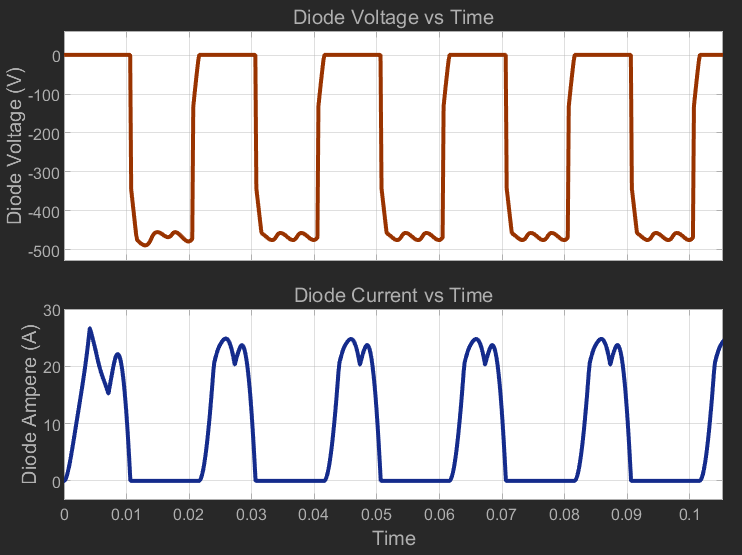 Diode Voltage vs Time
Diode Voltage (V)
0
-100
-200
-300
-400
-500
Diode Current vs Time
Diode Ampere (A)
30
20
10
0
0 0.01 0.02 0.03 0.04 0.05 0.06 0.07 0.08 0.09 0.1
Time